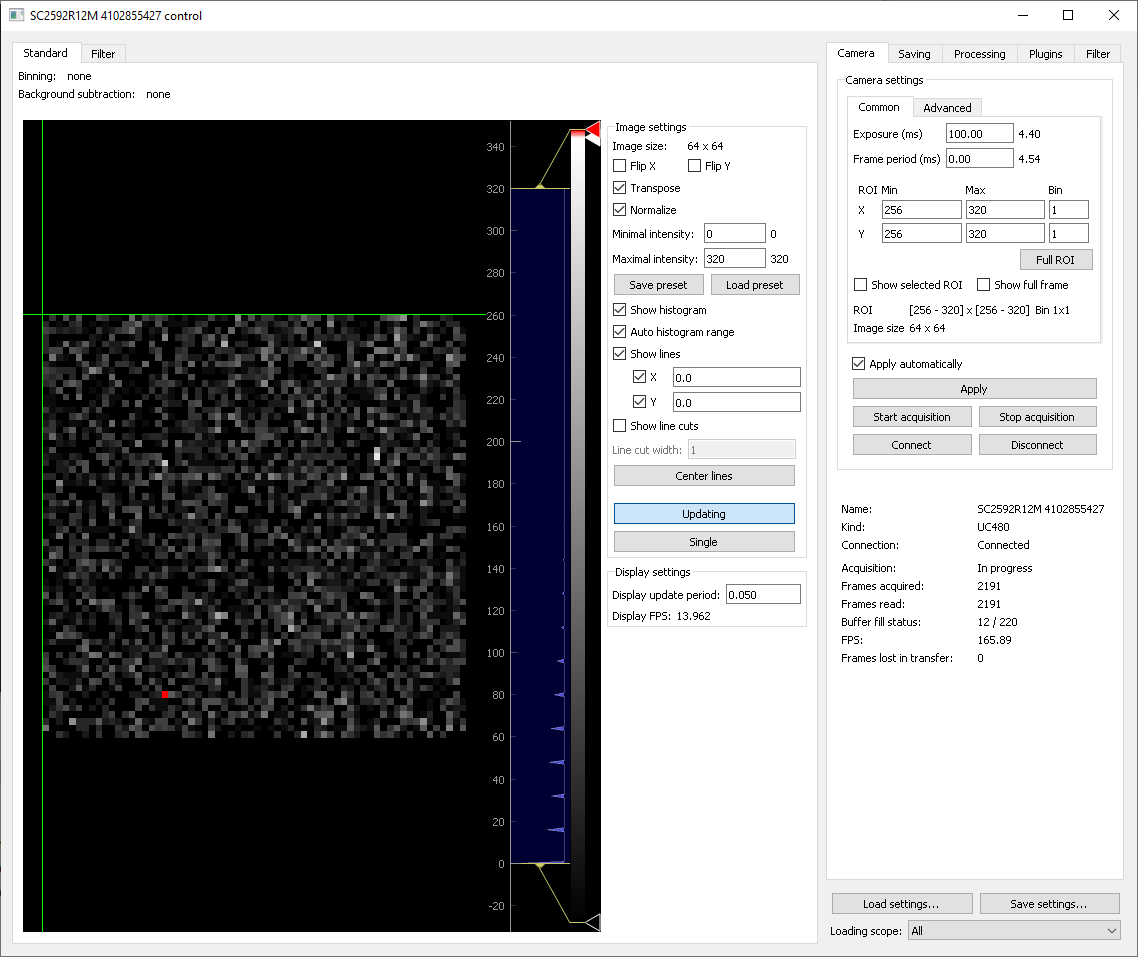 SC2592R12M 4102855427 control
Standard Filter
Binning: none
Background subtraction: none
340
320
300
280
260
240
220
200
180
160
140
120
100
80
60
40
20
0
-20
Image settings
Image size: 64 x 64
Flip X Flip Y
Transpose
Normalize
Minimal intensity: 0 0
Maximal intensity: 320 320
Save preset Load preset
Show histogram
Auto histogram range
Show lines
X 0.0
Y 0.0
Show line cuts
Line cut width: 1
Center lines
Updating
Single
Display settings
Display update period: 0.050
Display FPS: 13.962
Camera Saving Processing Plugins Filter
Camera settings
Common Advanced
Exposure (ms) 100.00 4.40
Frame period (ms) 0.00 4.54
ROI Min Max Bin
X 256 320 1
Y 256 320 1
Full ROI
Show selected ROI Show full frame
ROI [256 - 320] x [256 - 320] Bin 1x1
Image size 64 x 64
Apply automatically
Apply
Start acquisition Stop acquisition
Connect Disconnect
Name: SC2592R12M 4102855427
Kind: UC480
Connection: Connected
Acquisition: In progress
Frames acquired: 2191
Frames read: 2191
Buffer fill status: 12 / 220
FPS: 165.89
Frames lost in transfer: 0
Load settings... Save settings...
Loading scope: All